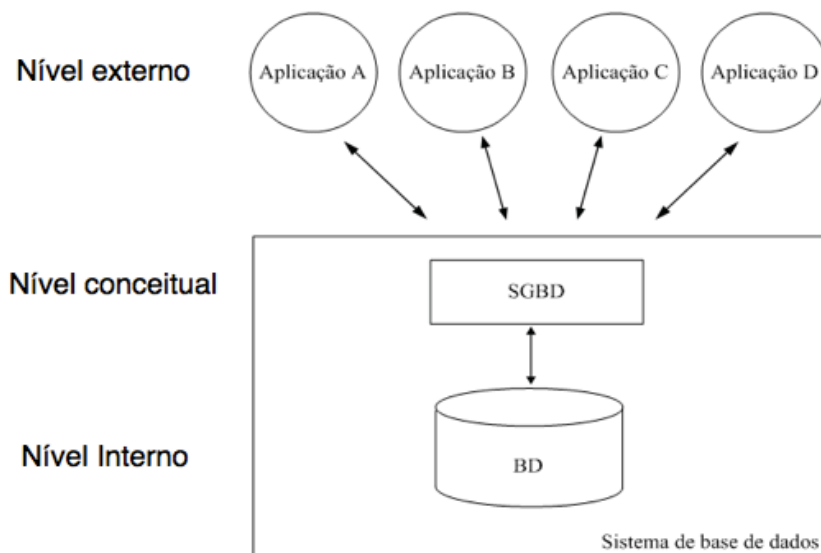 Nível externo
Aplicação A
Aplicação B
Aplicação C
Aplicação D
Nível conceitual
SGBD
Nível Interno
BD
Sistema de base de dados